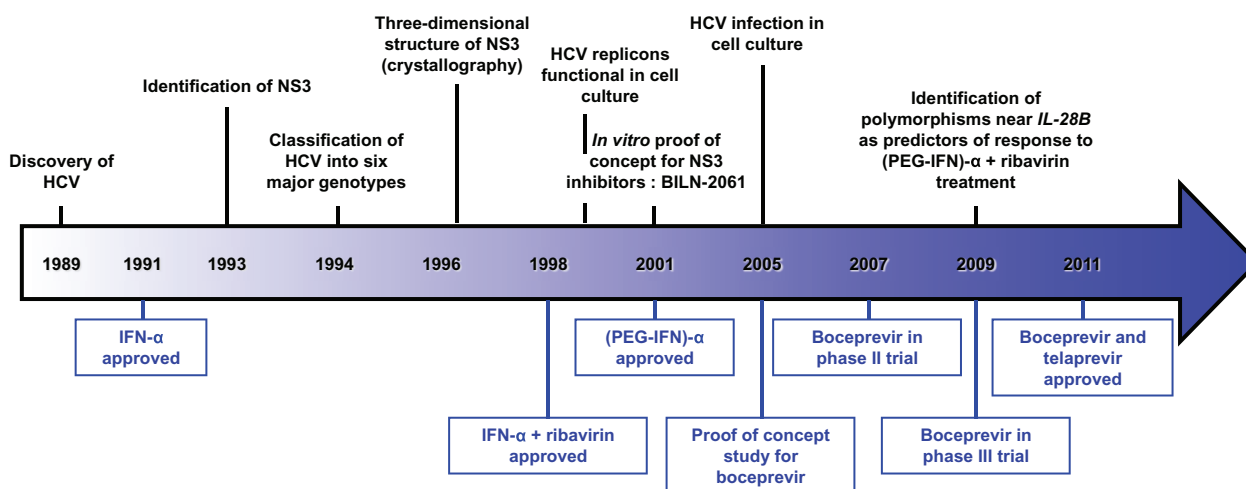 Discovery of
HCV
Identification of NS3
Classification of
HCV into six
major genotypes
Three-dimensional
structure of NS3
(crystallography)
HCV replicons
functional in cell
culture
In vitro proof of
concept for NS3
inhibitors : BILN-2061
HCV infection in
cell culture
Identification of
polymorphisms near IL-28B
as predictors of response to
(PEG-IFN)-α + ribavirin
treatment
1989 1991 1993 1994 1996 1998 2001 2005 2007 2009 2011
IFN-α
approved
IFN-α + ribavirin
approved
(PEG-IFN)-α
approved
Proof of concept
study for
boceprevir
Boceprevir in
phase II trial
Boceprevir in
phase III trial
Boceprevir and
telaprevir
approved